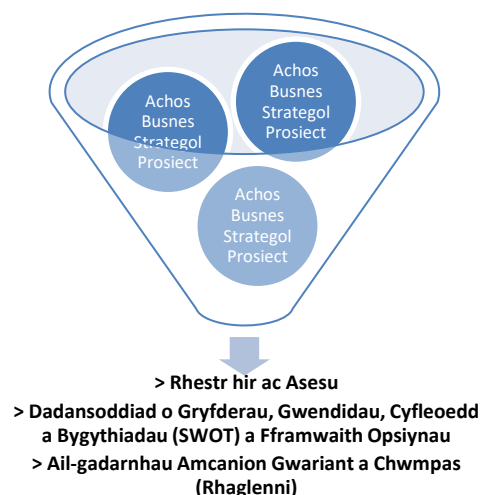 Achos
Busnes
Strategol
Prosiect
Achos
Busnes
Strategol
Prosiect
Achos
Busnes
Strategol
Prosiect
> Rhestr hir ac Asesu
> Dadansoddiad o Gryfderau, Gwendidau, Cyfleoedd
a Bygythiadau (SWOT) a Fframwaith Opsiynau
> Ail-gadarnhau Amcanion Gwariant a Chwmpas
(Rhaglenni)